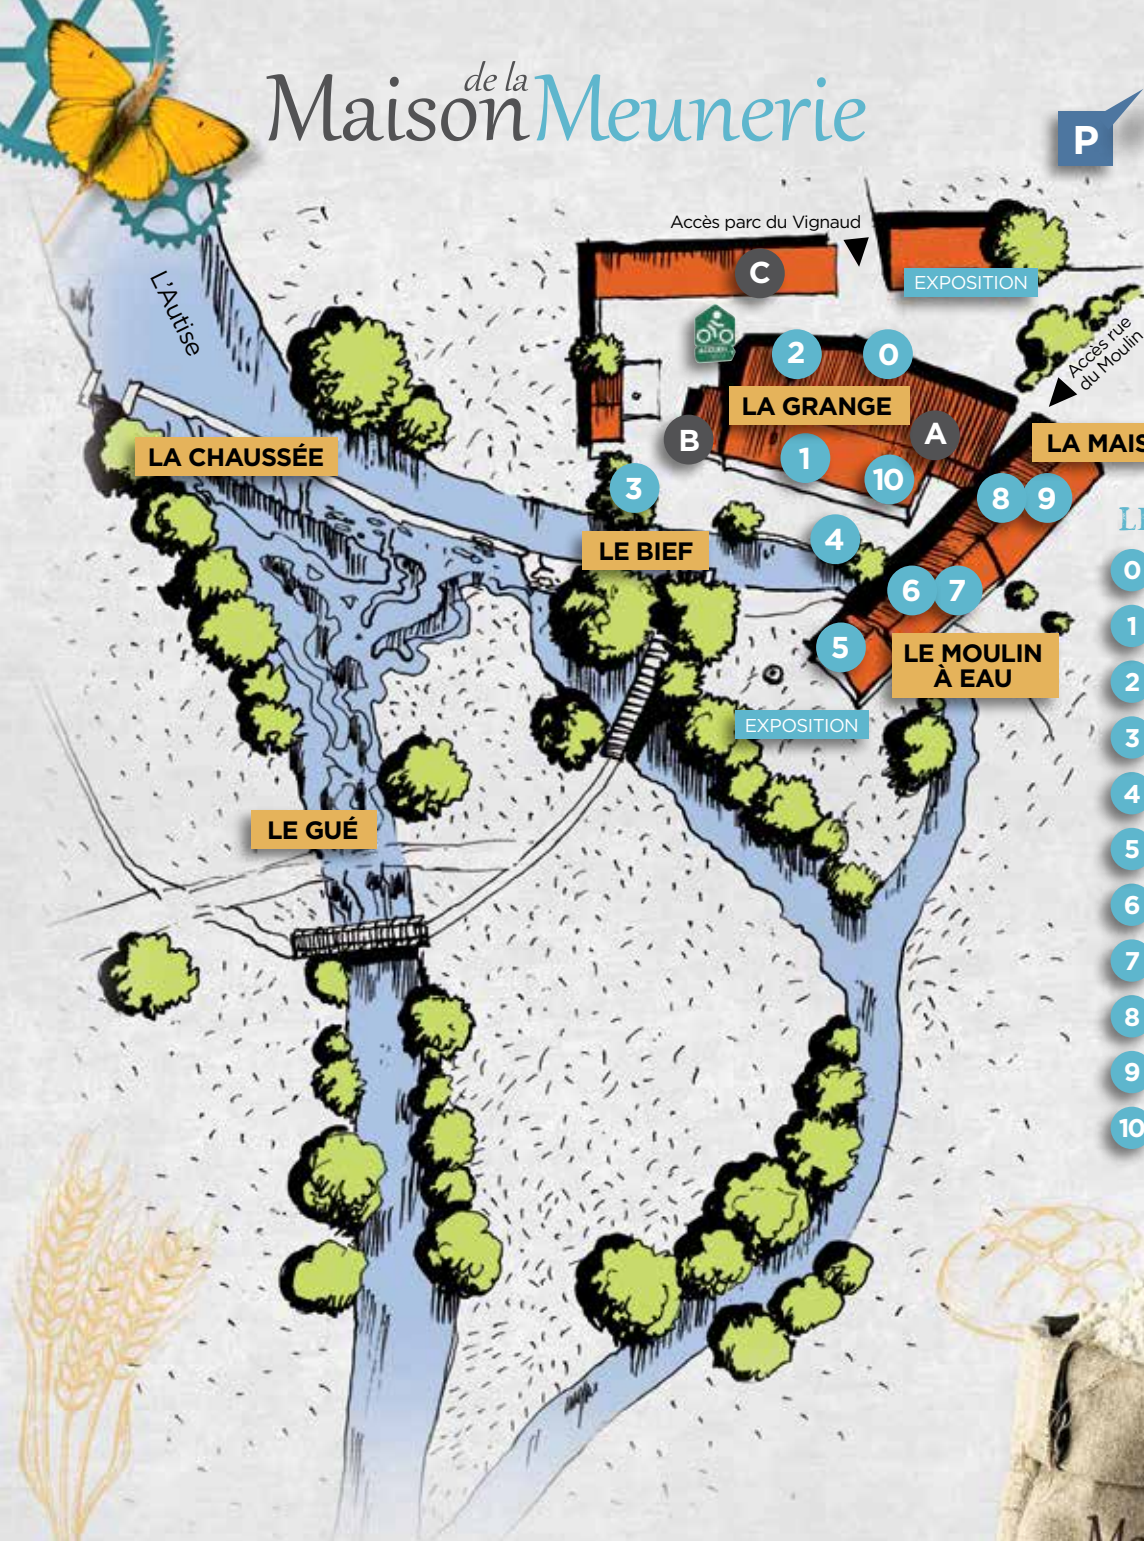 Maison de la Meunerie
P
Accès parc du Vignaud
C
EXPOSITION
L'Autise
2
0
Accès rue
du Moulin
LA GRANGE
B
A
LA CHAUSSÉE
LA MAIS
1
10
3
8
9
LE BIEF
4
6
7
5
LE MOULIN
À EAU
EXPOSITION
LE GUÉ
0
1
2
3
4
5
6
7
8
9
10